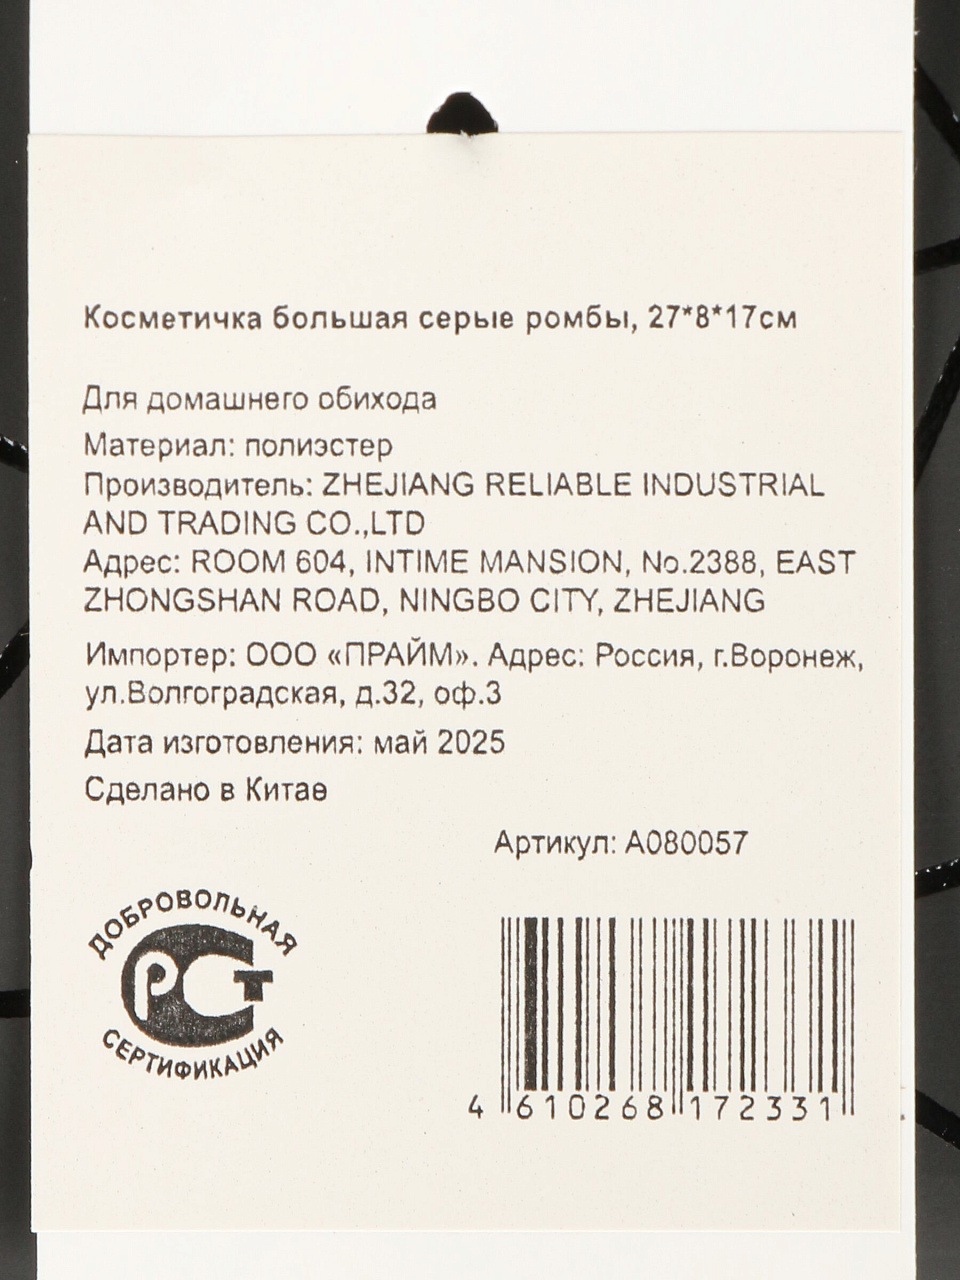 Косметичка большая серые ромбы, 27*8*17см
Для домашнего обихода
Материал: полиэстер
Производитель: ZHEJIANG RELIABLE INDUSTRIAL
AND TRADING CO.,LTD
Адрес: ROOM 604, INTIME MANSION, No.2388, EAST
ZHONGSHAN ROAD, NINGBO CITY, ZHEJIANG
Импортер: ООО «ПРАЙМ». Адрес: Россия, г.Воронеж,
ул.Волгоградская, д.32, оф.3
Дата изготовления: май 2025
Сделано в Китае
Артикул: А080057
ДОБРОВОЛЬНАЯ
РСТ
СЕРТИФИКАЦИЯ
4 610268 172331